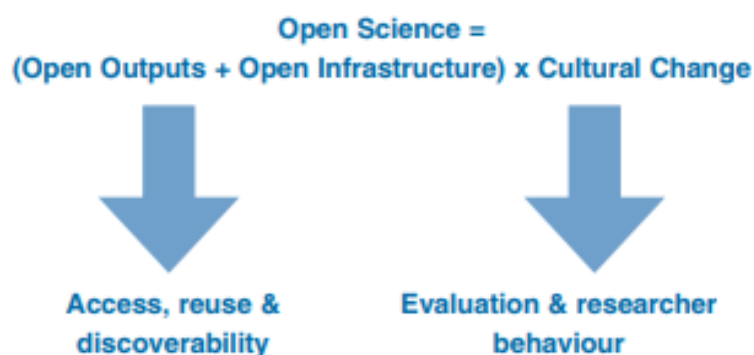 Open Science =
(Open Outputs + Open Infrastructure) x Cultural Change
Access, reuse &
discoverability
Evaluation & researcher
behaviour